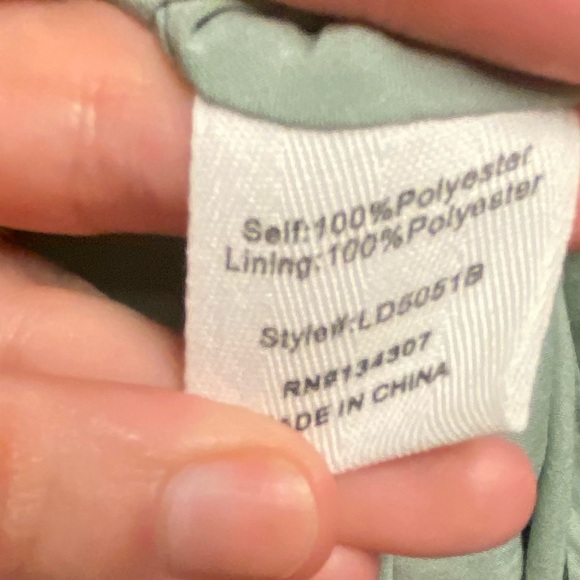 Self:100%Polyester
Lining:100%Polyester
Style#:LD5051B
RN#134307
ADE IN CHINA